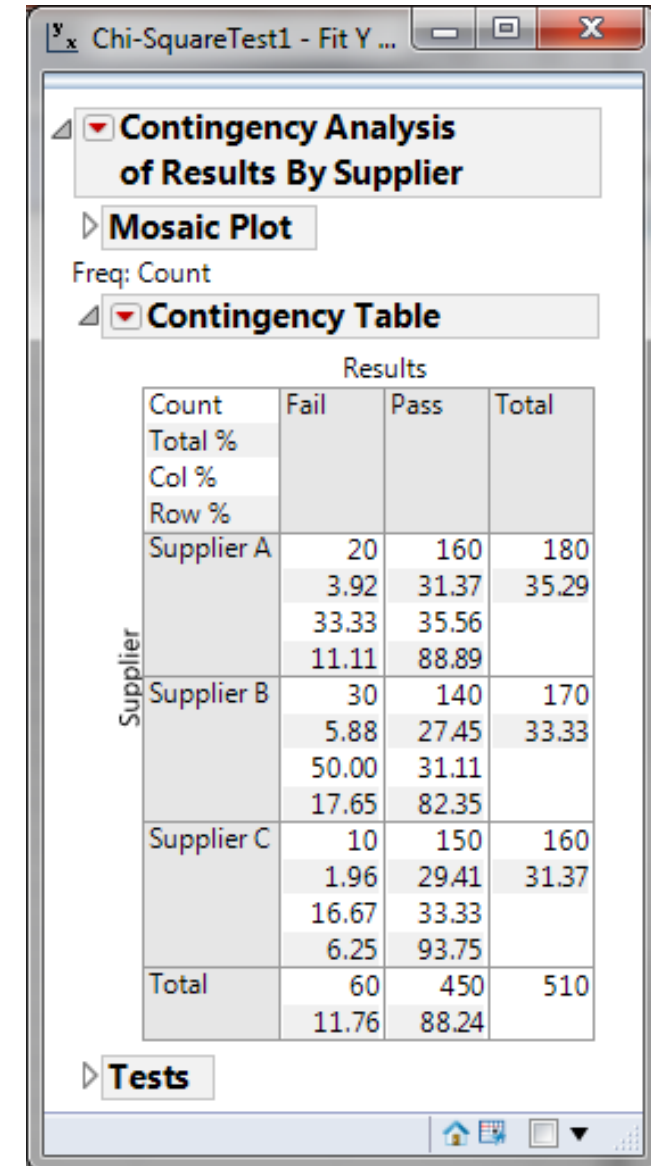 Chi-SquareTest1 - Fit Y ...
Contingency Analysis
of Results By Supplier
Mosaic Plot
Freq: Count
Contingency Table
Results
Supplier
Count Fail Pass Total
Total %
Col %
Row %
Supplier A 20 160 180
3.92 31.37 35.29
33.33 35.56
11.11 88.89
Supplier B 30 140 170
5.88 27.45 33.33
50.00 31.11
17.65 82.35
Supplier C 10 150 160
1.96 29.41 31.37
16.67 33.33
6.25 93.75
Total 60 450 510
11.76 88.24
Tests